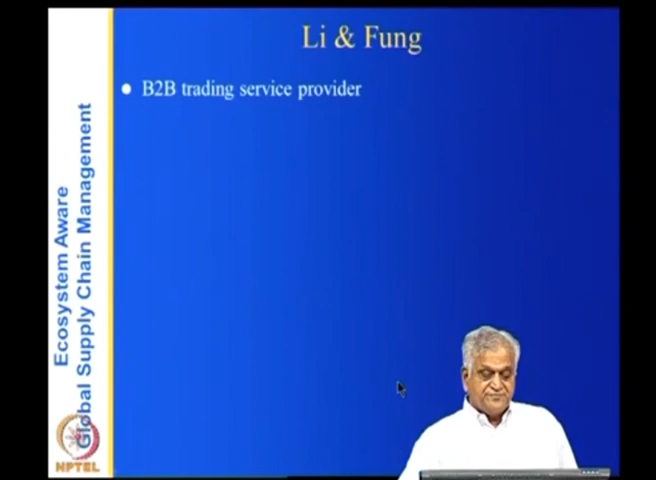 Li & Fung
● B2B trading service provider
Ecosystem Aware
Global Supply Chain Management
NPTEL